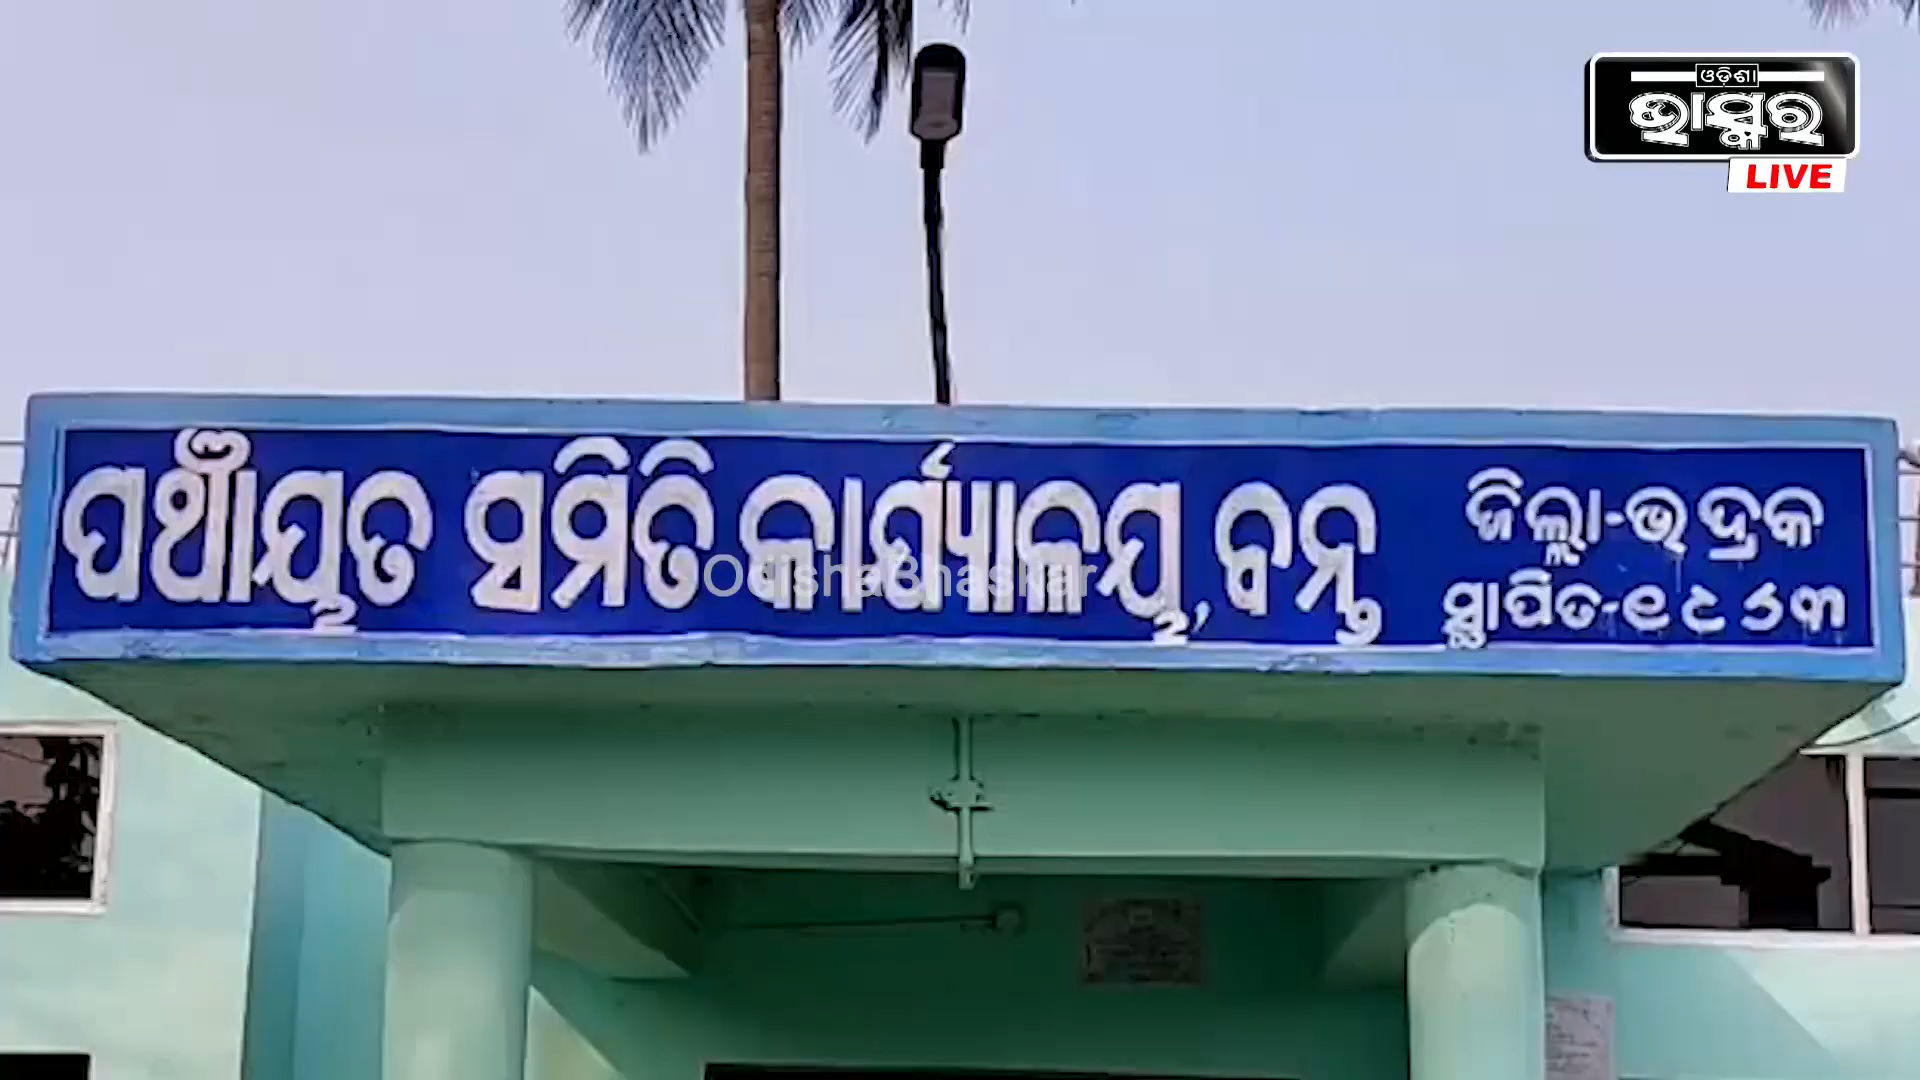 ଓଡ଼ିଶା
ଭାସ୍କର
LIVE
ପଞ୍ଚାୟତ ସମିତି କାର୍ଯ୍ୟାଳୟ, ବନ୍ତ
ଜିଲ୍ଲା-ଭଦ୍ରକ
ସ୍ଥାପିତ-୧୯୬୩
OdishaBhaskar